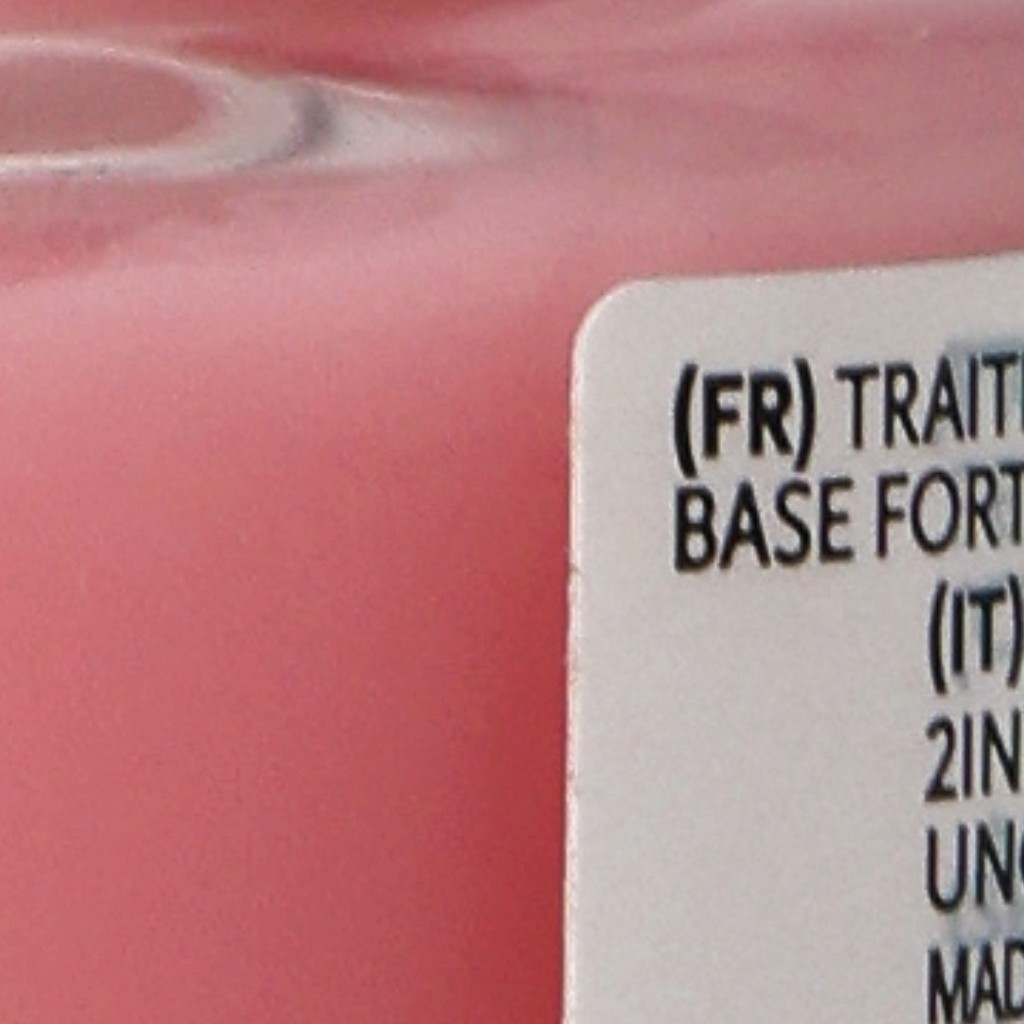 (FR) TRAIT
BASE FORT
(IT)
2IN
UN
MAD